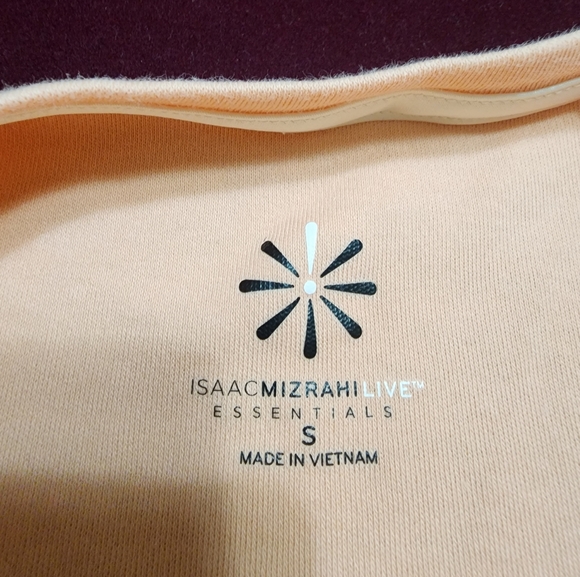 ISAACMIZRAHILIVE™
ESSENTIALS
S
MADE IN VIETNAM